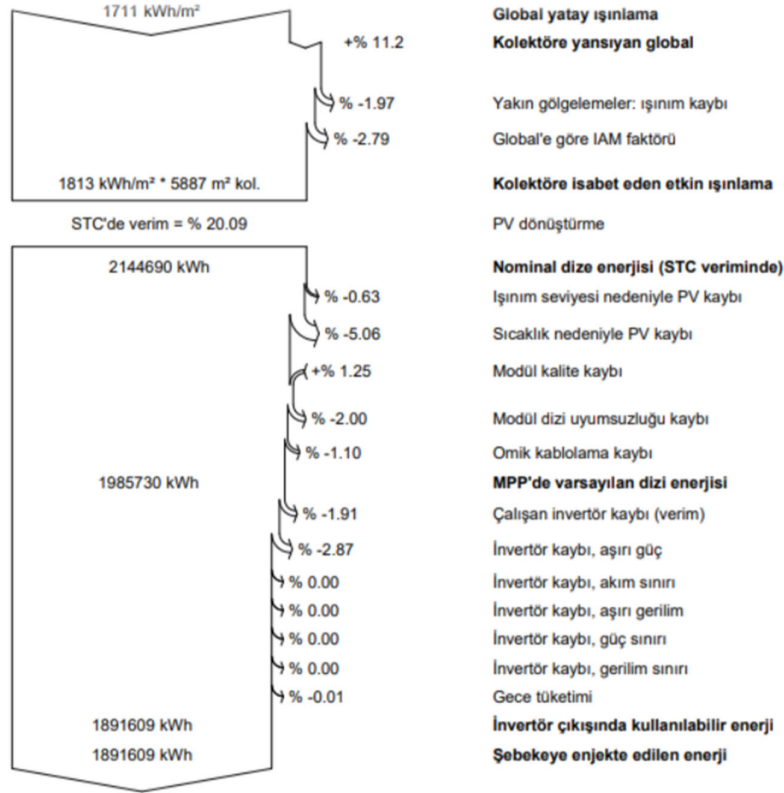 1711 kWh/m² Global yatay ışınlama
+% 11.2 Kolektöre yansıyan global
% -1.97 Yakın gölgelemeler: ışınım kaybı
% -2.79 Global'e göre IAM faktörü
1813 kWh/m² * 5887 m² kol. Kolektöre isabet eden etkin ışınlama
STC'de verim = % 20.09 PV dönüştürme
2144690 kWh Nominal dize enerjisi (STC veriminde)
% -0.63 Işınım seviyesi nedeniyle PV kaybı
% -5.06 Sıcaklık nedeniyle PV kaybı
+% 1.25 Modül kalite kaybı
% -2.00 Modül dizi uyumsuzluğu kaybı
% -1.10 Omik kablolama kaybı
1985730 kWh MPP'de varsayılan dizi enerjisi
% -1.91 Çalışan invertör kaybı (verim)
% -2.87 İnvertör kaybı, aşırı güç
% 0.00 İnvertör kaybı, akım sınırı
% 0.00 İnvertör kaybı, aşırı gerilim
% 0.00 İnvertör kaybı, güç sınırı
% 0.00 İnvertör kaybı, gerilim sınırı
% -0.01 Gece tüketimi
1891609 kWh İnvertör çıkışında kullanılabilir enerji
1891609 kWh Şebekeye enjekte edilen enerji